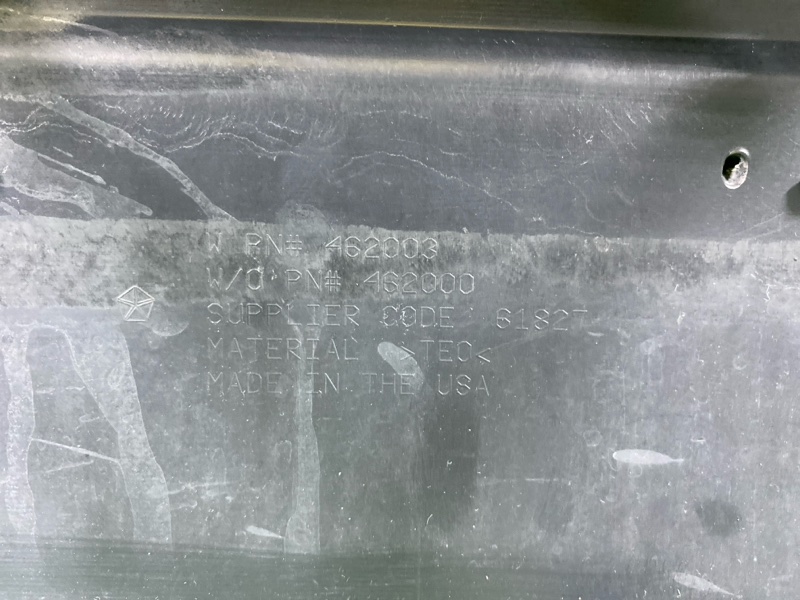 W PN# 462003
W/O PN# 462000
SUPPLIER CODE 61827
MATERIAL >TEO<
MADE IN THE USA